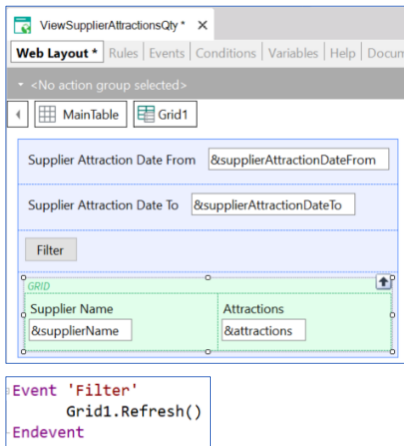 ViewSupplierAttractionsQty *
Web Layout * Rules Events Conditions Variables Help Docum
<No action group selected>
MainTable Grid1
Supplier Attraction Date From &supplierAttractionDateFrom
Supplier Attraction Date To &supplierAttractionDateTo
Filter
GRID
Supplier Name Attractions
&supplierName &attractions
Event 'Filter'
Grid1.Refresh()
Endevent